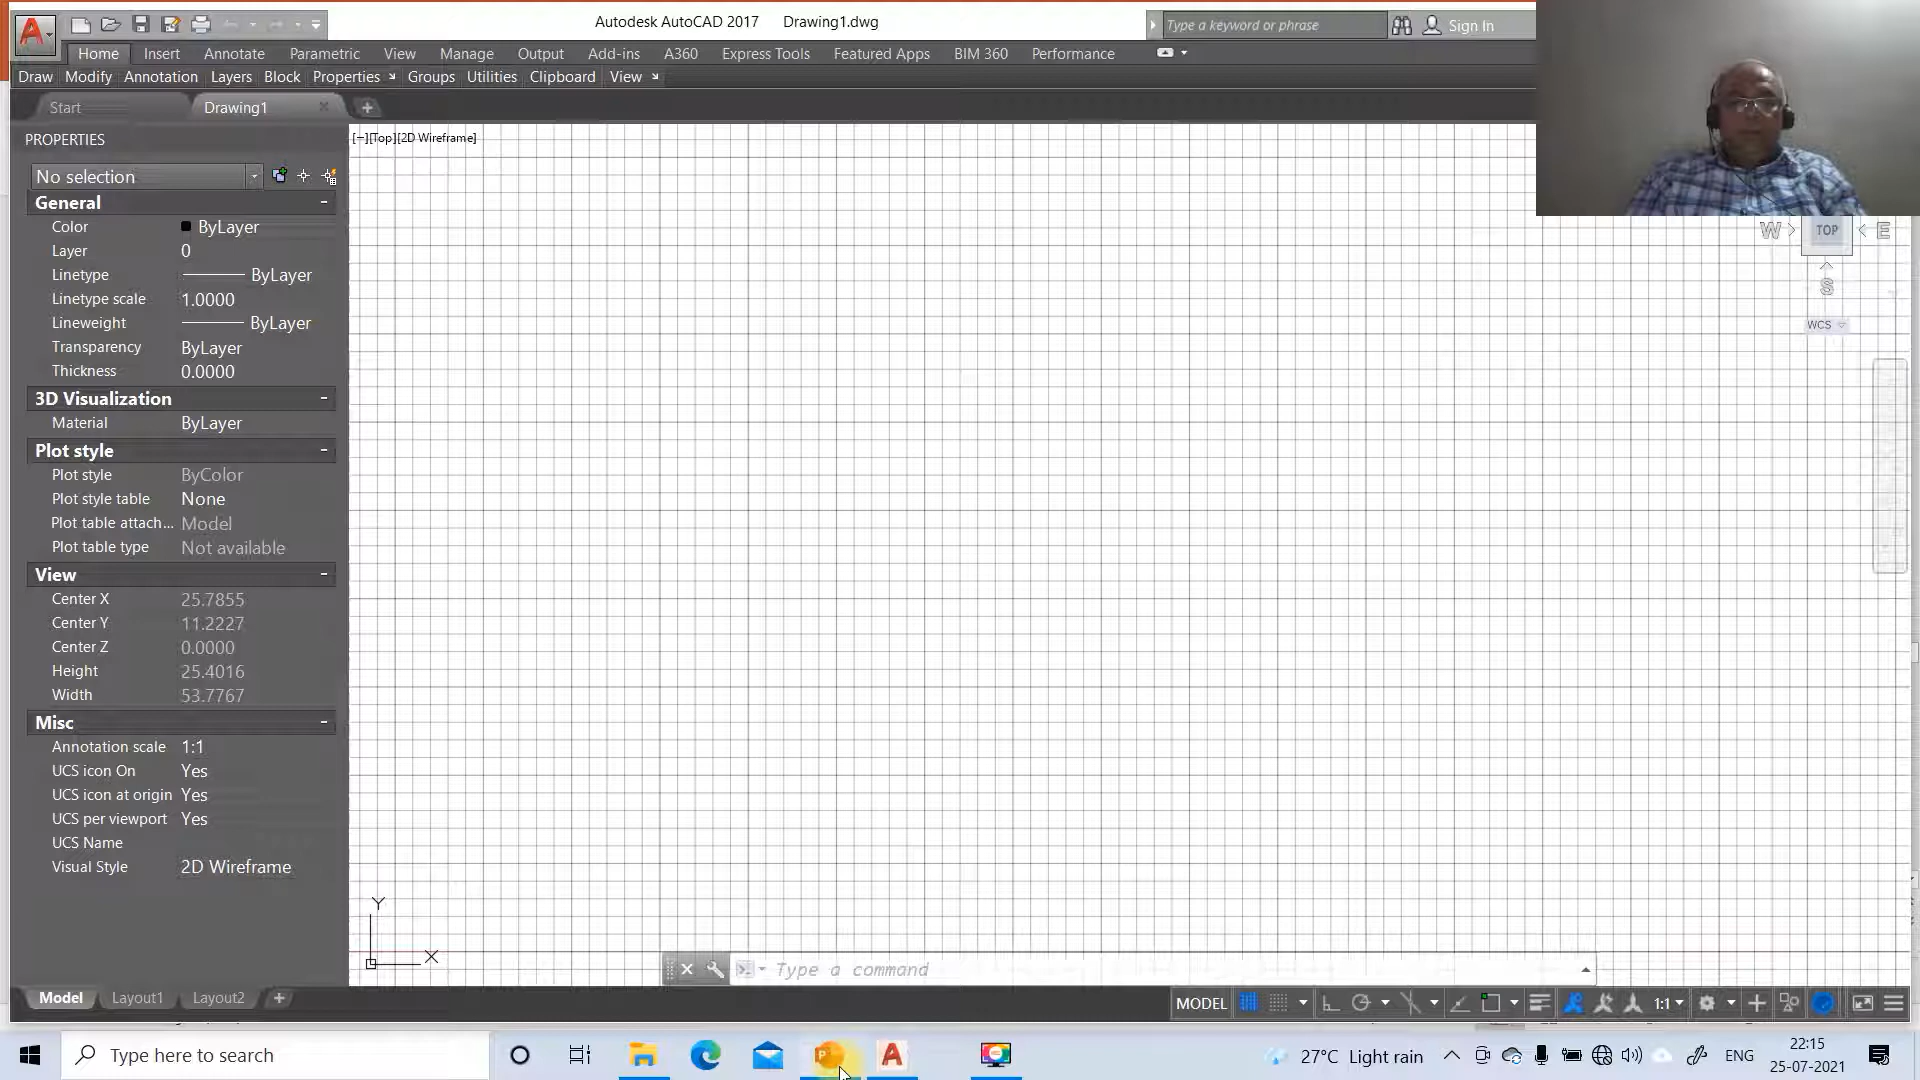 Autodesk AutoCAD 2017 Drawing1.dwg
Type a keyword or phrase
Sign In
Home Insert Annotate Parametric View Manage Output Add-ins A360 Express Tools Featured Apps BIM 360 Performance
Draw Modify Annotation Layers Block Properties Groups Utilities Clipboard View
Start Drawing1
PROPERTIES
[−][Top][2D Wireframe]
No selection
General
Color ByLayer
Layer 0
Linetype ByLayer
Linetype scale 1.0000
Lineweight ByLayer
Transparency ByLayer
Thickness 0.0000
3D Visualization
Material ByLayer
Plot style
Plot style ByColor
Plot style table None
Plot table attach... Model
Plot table type Not available
View
Center X 25.7855
Center Y 11.2227
Center Z 0.0000
Height 25.4016
Width 53.7767
Misc
Annotation scale 1:1
UCS icon On Yes
UCS icon at origin Yes
UCS per viewport Yes
UCS Name
Visual Style 2D Wireframe
W TOP E
S
WCS
Y
X
Type a command
Model Layout1 Layout2
MODEL 1:1
Type here to search
27°C Light rain
ENG
22:15
25-07-2021